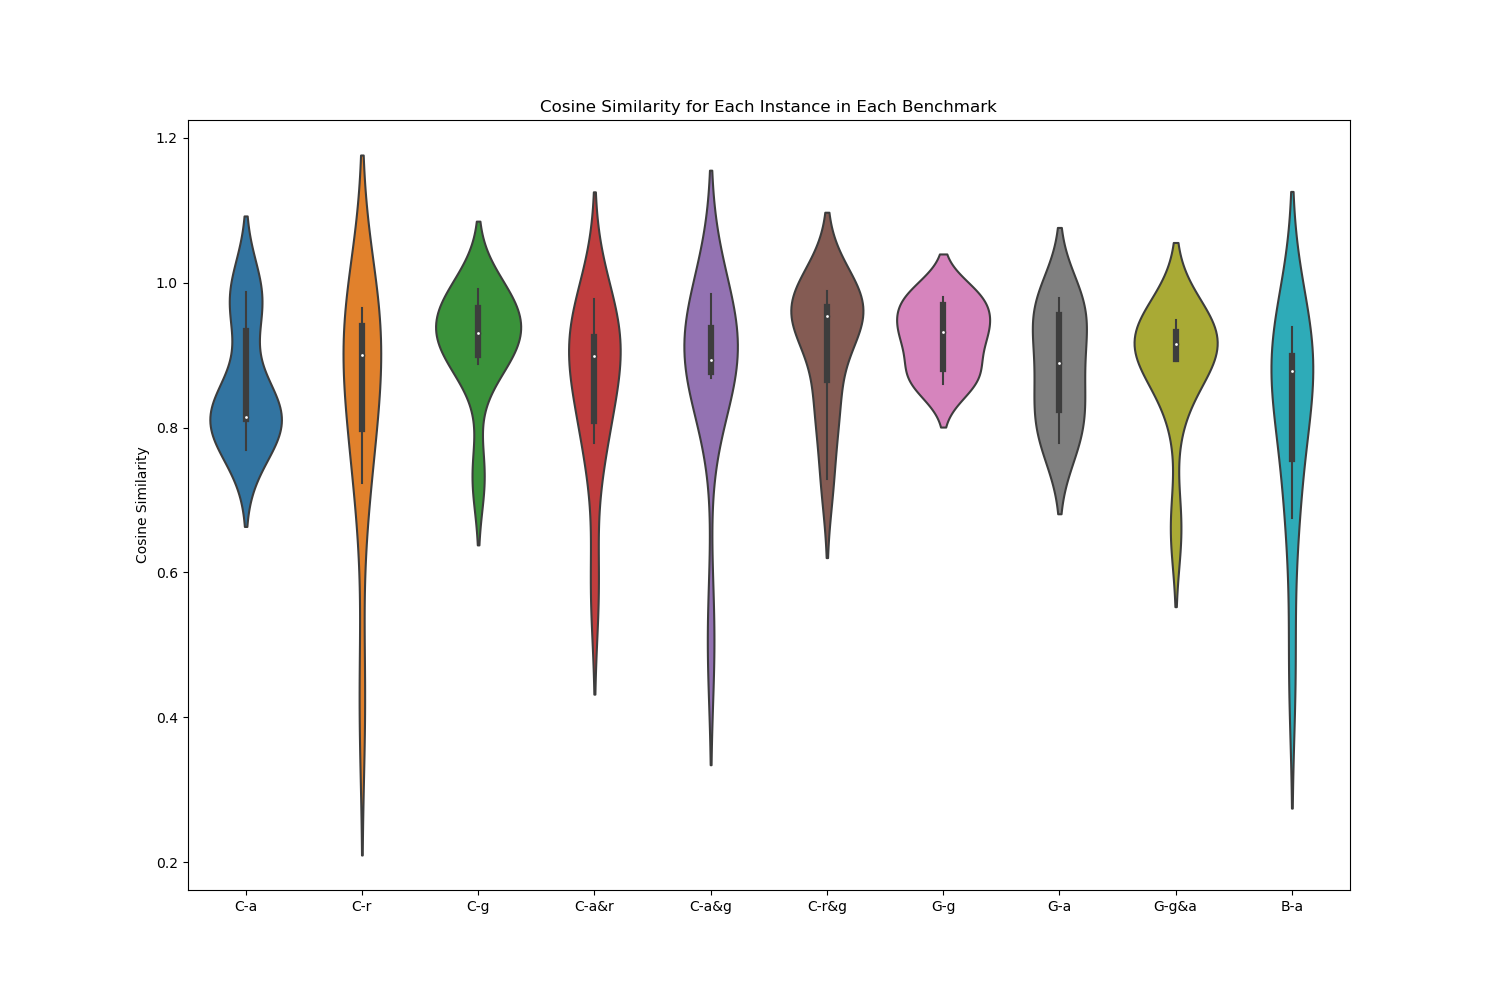 Cosine Similarity for Each Instance in Each Benchmark
1.2
1.0
0.8
0.6
0.4
0.2
Cosine Similarity
C-a C-r C-g C-a&r C-a&g C-r&g G-g G-a G-g&a B-a